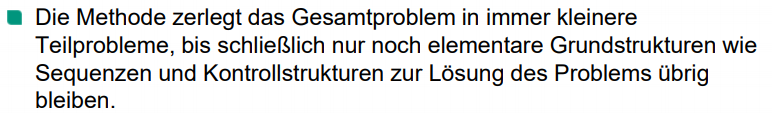 Die Methode zerlegt das Gesamtproblem in immer kleinere
Teilprobleme, bis schließlich nur noch elementare Grundstrukturen wie
Sequenzen und Kontrollstrukturen zur Lösung des Problems übrig
bleiben.